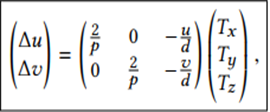 (Δu Δv) = (2/p 0 -u/d 0 2/p -v/d) (Tx Ty Tz) ,